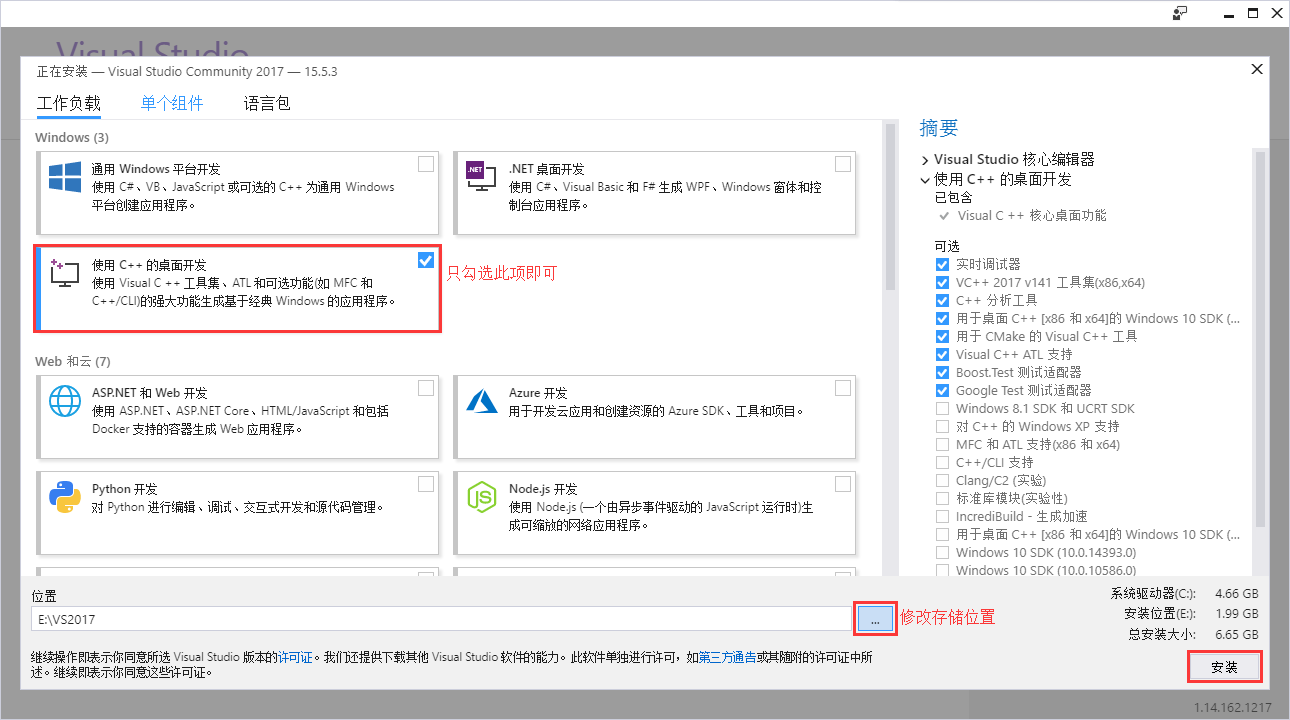 Visual Studio
正在安装 — Visual Studio Community 2017 — 15.5.3
工作负载
单个组件
语言包
Windows (3)
通用 Windows 平台开发
使用 C#、VB、JavaScript 或可选的 C++ 为通用 Windows
平台创建应用程序。
.NET
.NET 桌面开发
使用 C#、Visual Basic 和 F# 生成 WPF、Windows 窗体和控
制台应用程序。
使用 C++ 的桌面开发
使用 Visual C ++ 工具集、ATL 和可选功能(如 MFC 和
C++/CLI)的强大功能生成基于经典 Windows 的应用程序。
只勾选此项即可
Web 和云 (7)
ASP.NET 和 Web 开发
使用 ASP.NET、ASP.NET Core、HTML/JavaScript 和包括
Docker 支持的容器生成 Web 应用程序。
Azure 开发
用于开发云应用和创建资源的 Azure SDK、工具和项目。
Python 开发
对 Python 进行编辑、调试、交互式开发和源代码管理。
JS
Node.js 开发
使用 Node.js (一个由异步事件驱动的 JavaScript 运行时)生
成可缩放的网络应用程序。
摘要
Visual Studio 核心编辑器
使用 C++ 的桌面开发
已包含
Visual C ++ 核心桌面功能
可选
实时调试器
VC++ 2017 v141 工具集(x86,x64)
C++ 分析工具
用于桌面 C++ [x86 和 x64]的 Windows 10 SDK (...
用于 CMake 的 Visual C++ 工具
Visual C++ ATL 支持
Boost.Test 测试适配器
Google Test 测试适配器
Windows 8.1 SDK 和 UCRT SDK
对 C++ 的 Windows XP 支持
MFC 和 ATL 支持(x86 和 x64)
C++/CLI 支持
Clang/C2 (实验)
标准库模块(实验性)
IncrediBuild - 生成加速
用于桌面 C++ [x86 和 x64]的 Windows 10 SDK (...
Windows 10 SDK (10.0.14393.0)
Windows 10 SDK (10.0.10586.0)
位置
E:\VS2017
...
修改存储位置
系统驱动器(C:): 4.66 GB
安装位置(E:): 1.99 GB
总安装大小: 6.65 GB
继续操作即表示你同意所选 Visual Studio 版本的许可证。我们还提供下载其他 Visual Studio 软件的能力。此软件单独进行许可，如第三方通告或其随附的许可证中所
述。继续即表示你同意这些许可证。
安装
1.14.162.1217